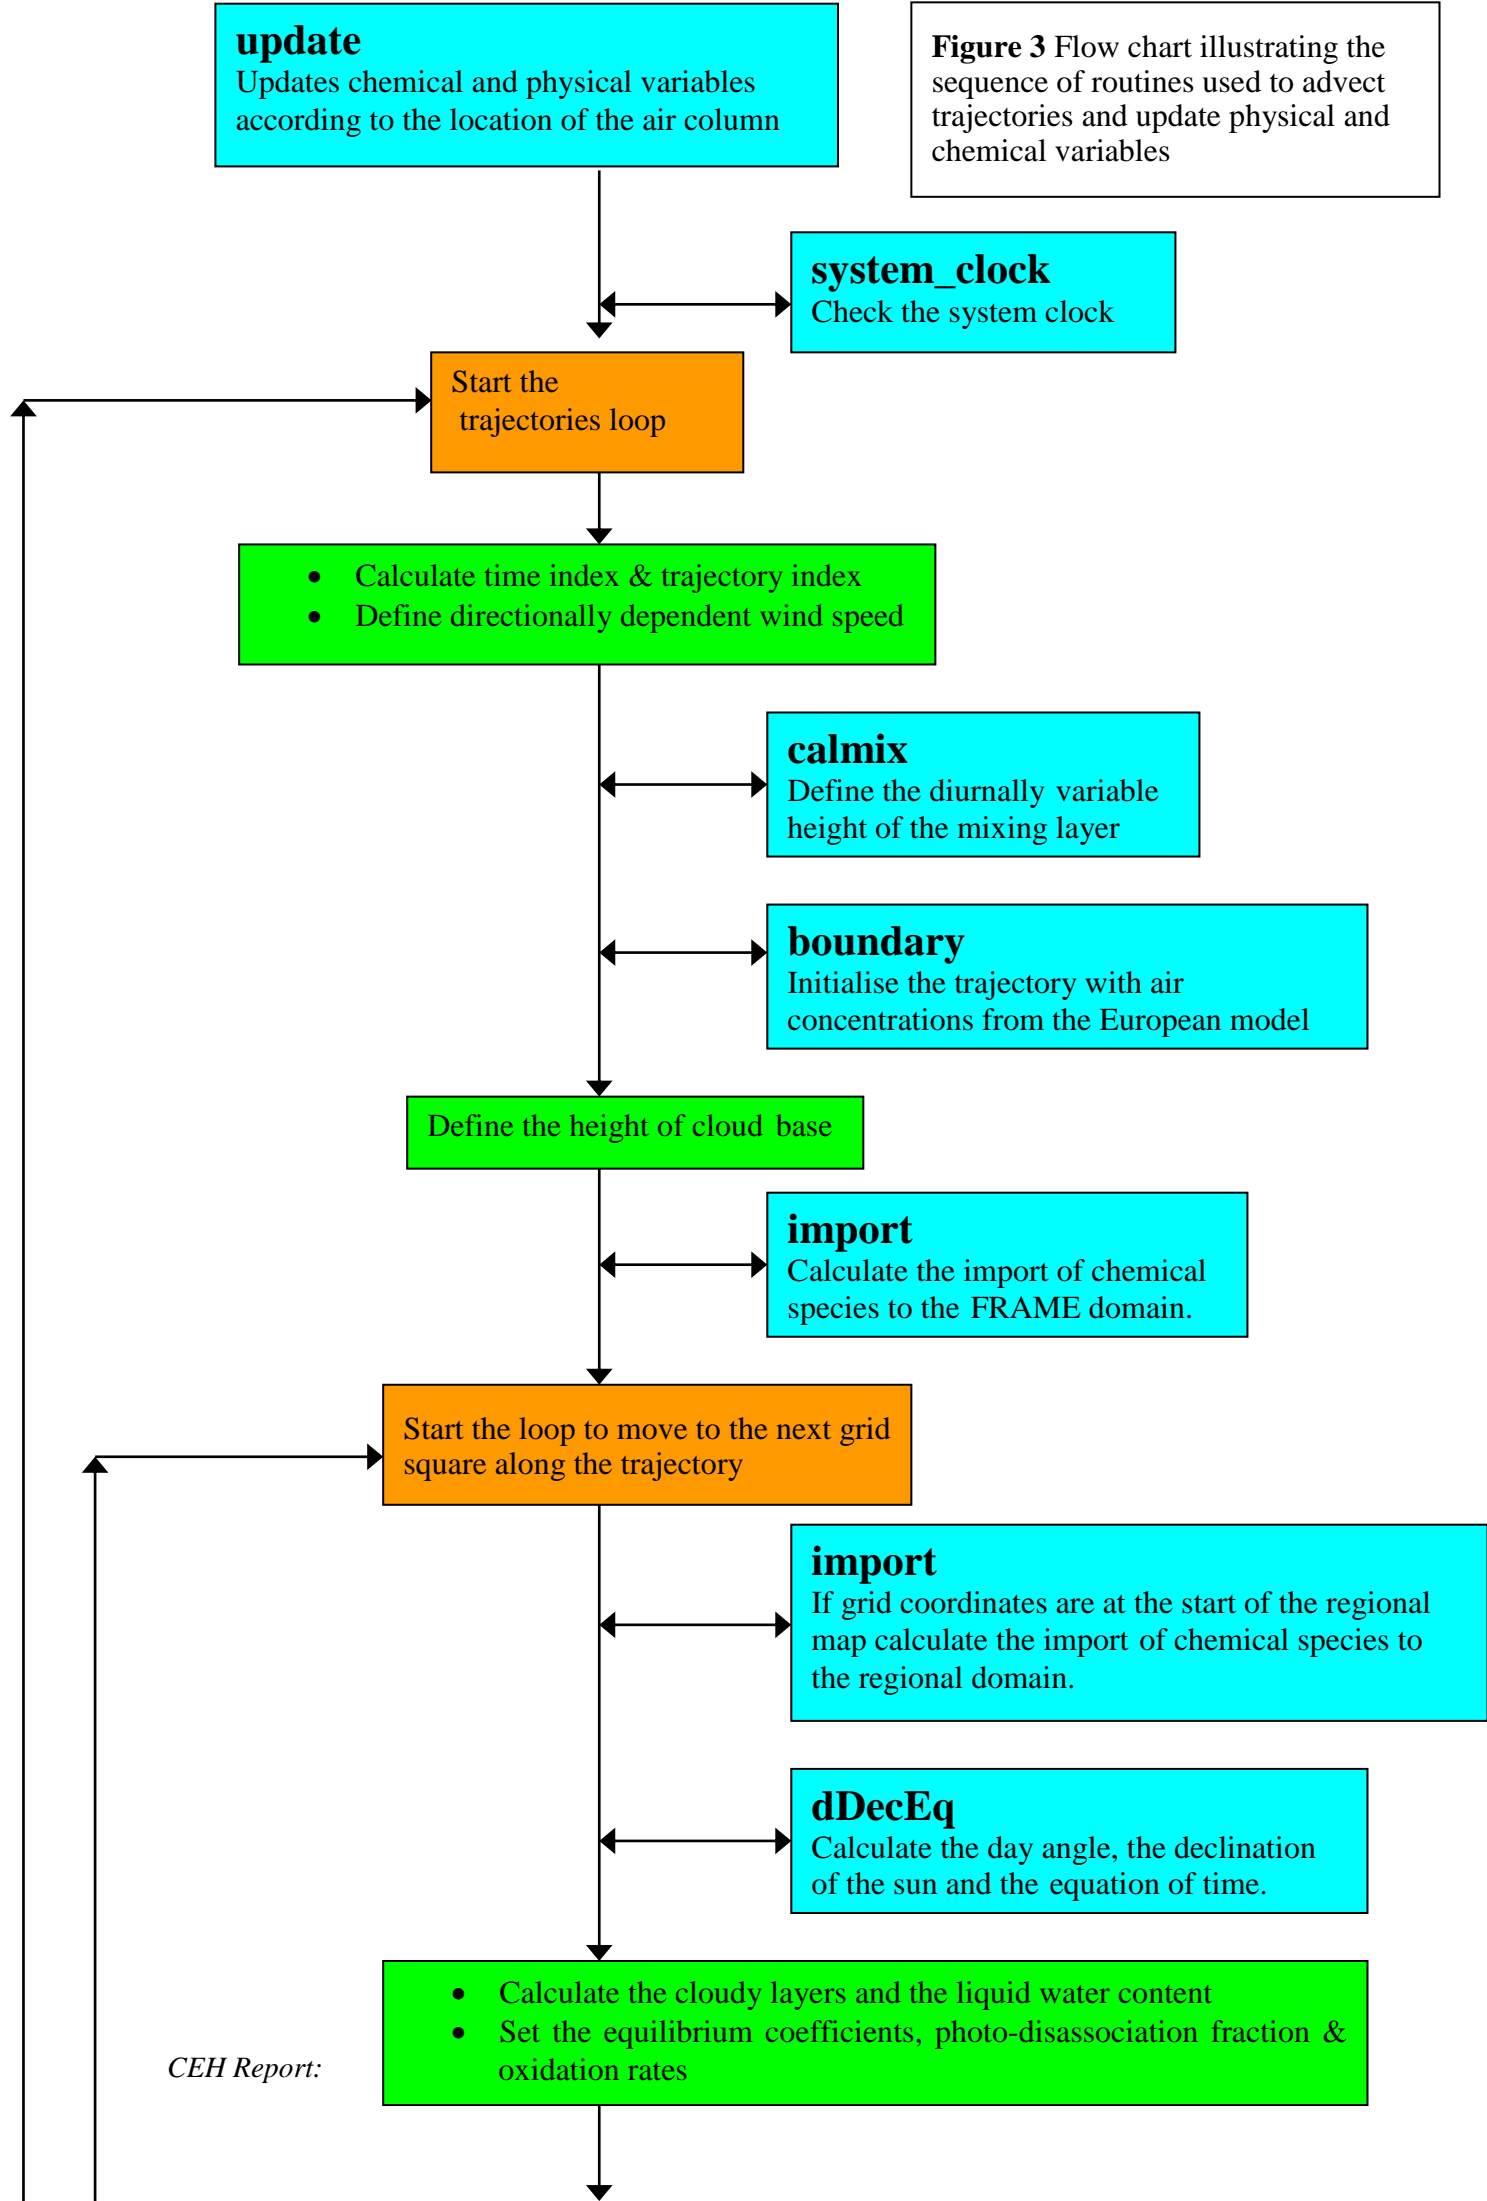 update
Updates chemical and physical variables
according to the location of the air column
Figure 3 Flow chart illustrating the
sequence of routines used to advect
trajectories and update physical and
chemical variables
system_clock
Check the system clock
Start the
trajectories loop
• Calculate time index & trajectory index
• Define directionally dependent wind speed
calmix
Define the diurnally variable
height of the mixing layer
boundary
Initialise the trajectory with air
concentrations from the European model
Define the height of cloud base
import
Calculate the import of chemical
species to the FRAME domain.
Start the loop to move to the next grid
square along the trajectory
import
If grid coordinates are at the start of the regional
map calculate the import of chemical species to
the regional domain.
dDecEq
Calculate the day angle, the declination
of the sun and the equation of time.
• Calculate the cloudy layers and the liquid water content
• Set the equilibrium coefficients, photo-disassociation fraction &
oxidation rates
CEH Report: